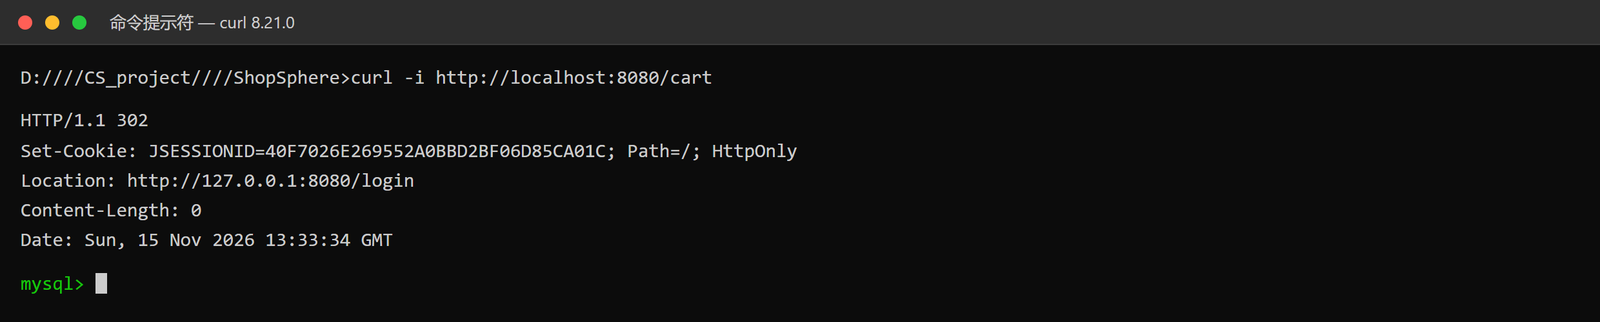 命令提示符 — curl 8.21.0
D:////CS_project////ShopSphere>curl -i http://localhost:8080/cart
HTTP/1.1 302
Set-Cookie: JSESSIONID=40F7026E269552A0BBD2BF06D85CA01C; Path=/; HttpOnly
Location: http://127.0.0.1:8080/login
Content-Length: 0
Date: Sun, 15 Nov 2026 13:33:34 GMT
mysql>